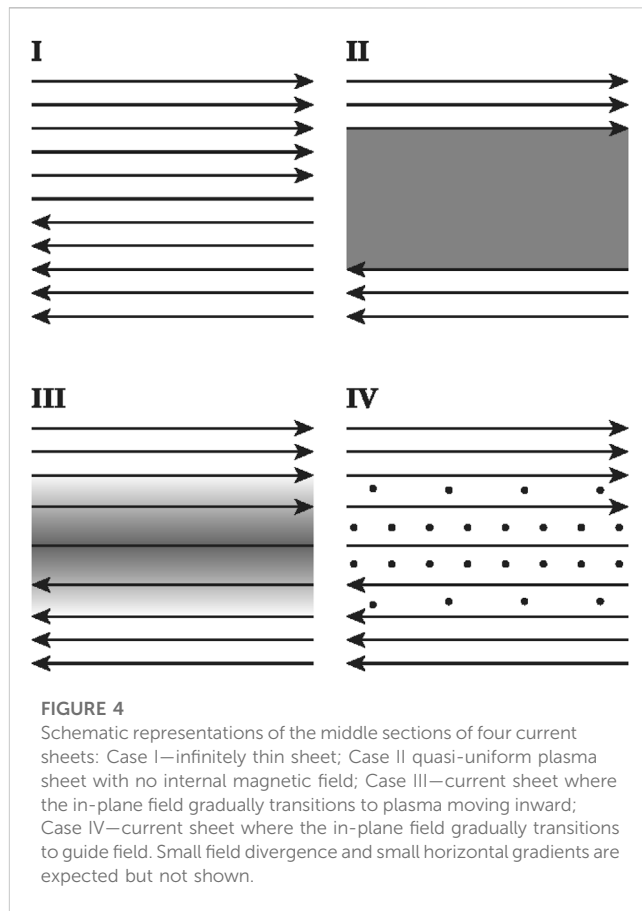 I
II
III
IV
FIGURE 4
Schematic representations of the middle sections of four current
sheets: Case I—infinitely thin sheet; Case II quasi-uniform plasma
sheet with no internal magnetic field; Case III—current sheet where
the in-plane field gradually transitions to plasma moving inward;
Case IV—current sheet where the in-plane field gradually transitions
to guide field. Small field divergence and small horizontal gradients are
expected but not shown.